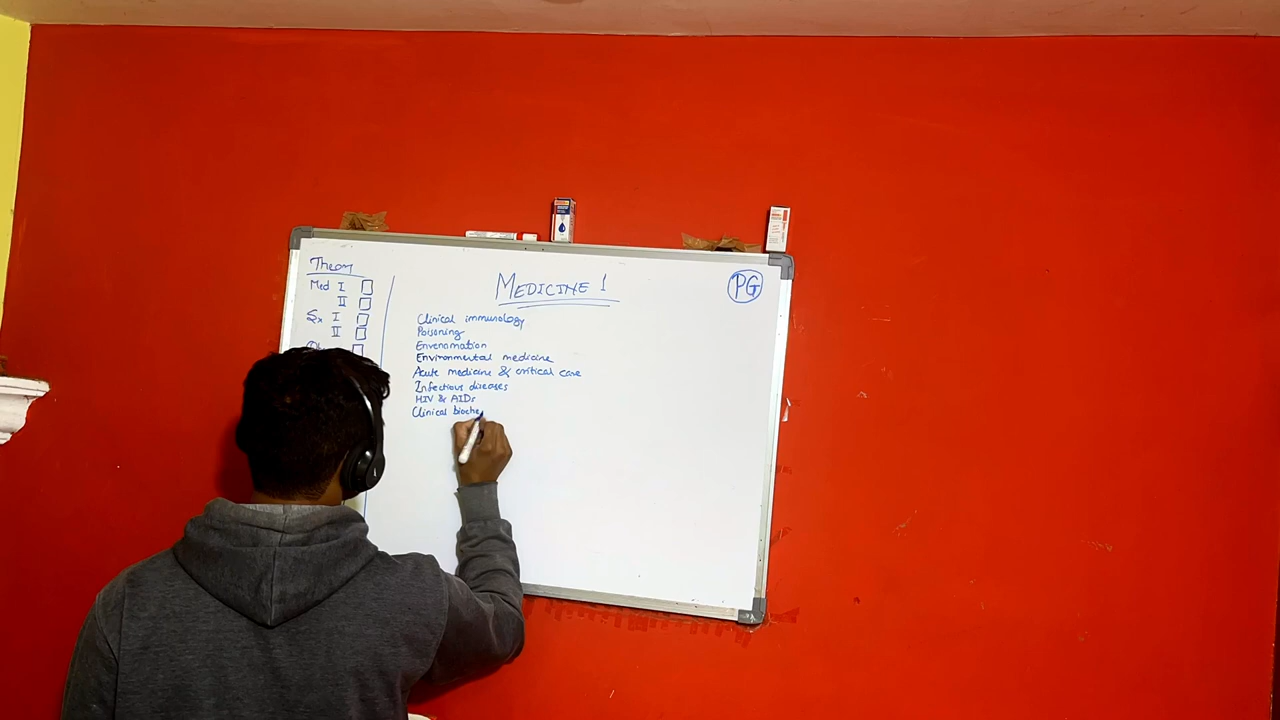 Theory
Med I
II
Sx I
II
MEDICINE 1
PG
Clinical immunology
Poisoning
Envenamation
Environmental medicine
Acute medicine & critical care
Infectious diseases
HIV & AIDs
Clinical bioche